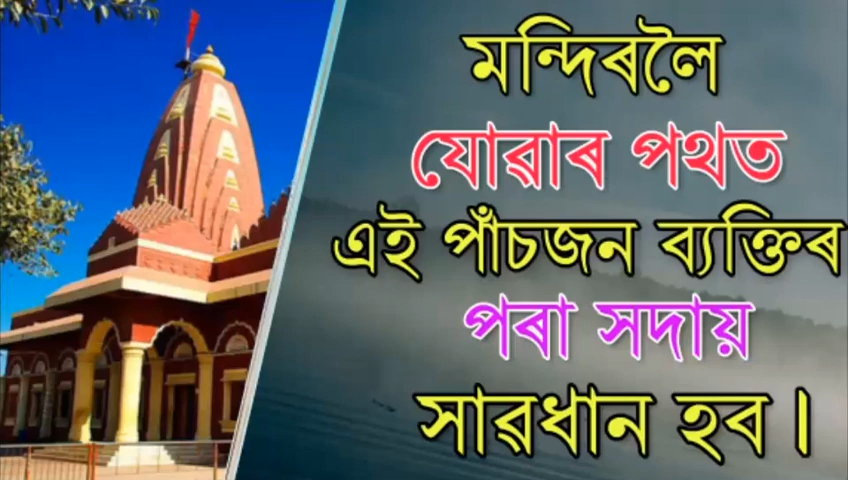 মন্দিৰলৈ
যোৱাৰ পথত
এই পাঁচজন ব্যক্তিৰ
পৰা সদায়
সাৱধান হব।